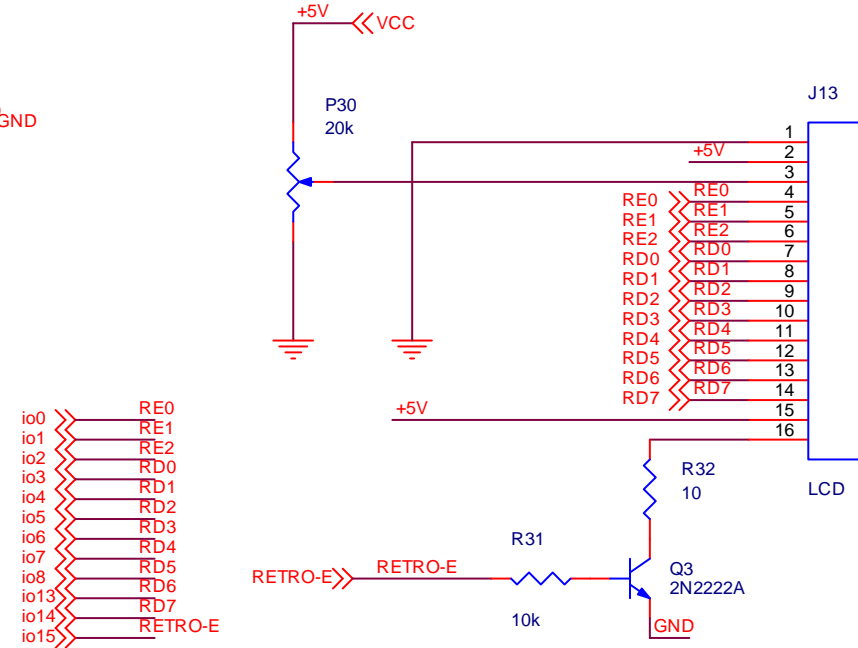 +5V
VCC
GND
P30
20k
J13
1
+5V
2
3
RE0 RE0 4
RE1 RE1 5
RE2 RE2 6
RD0 RD0 7
RD1 RD1 8
RD2 RD2 9
RD3 RD3 10
RD4 RD4 11
RD5 RD5 12
RD6 RD6 13
RD7 RD7 14
+5V 15
16
io0 RE0
io1 RE1
io2 RE2
io3 RD0
io4 RD1
io5 RD2
io6 RD3
io7 RD4
io8 RD5
io13 RD6
io14 RD7
io15 RETRO-E
R32
10
LCD
R31
RETRO-E RETRO-E
10k
Q3
2N2222A
GND